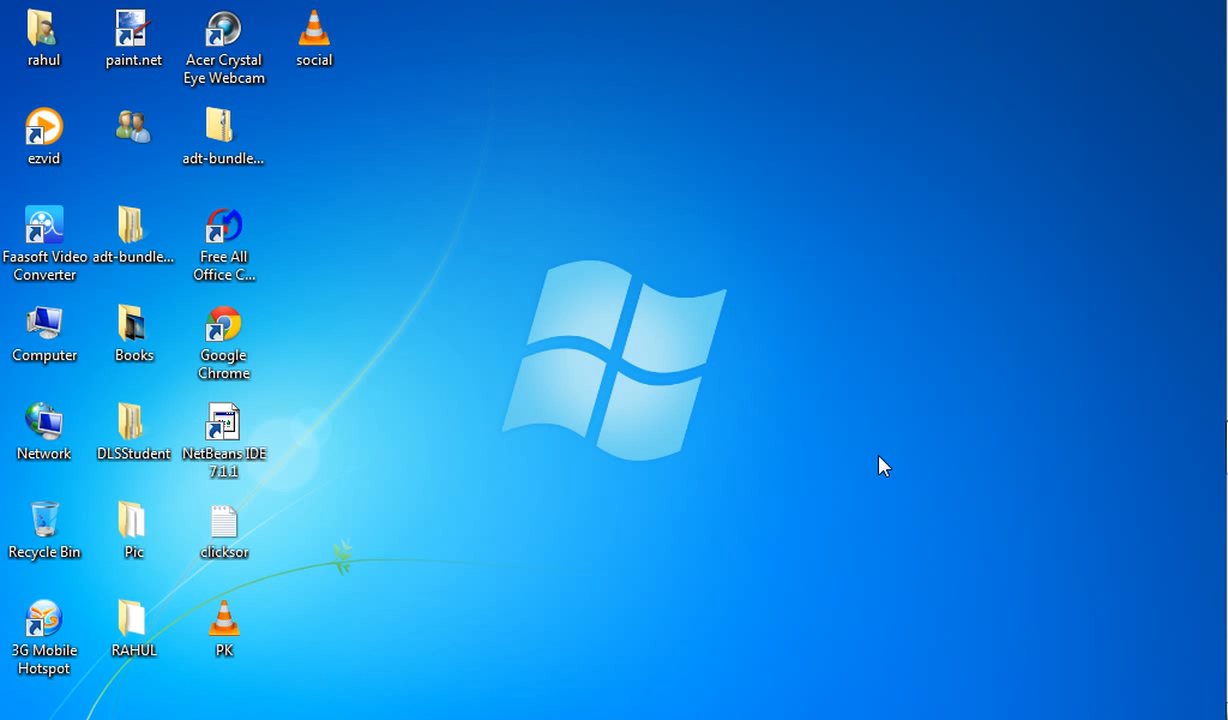 rahul
paint.net
Acer Crystal
Eye Webcam
social
ezvid
adt-bundle...
Faasoft Video
Converter
adt-bundle...
Free All
Office C...
Computer
Books
Google
Chrome
Network
DLSStudent
NetBeans IDE
7.1.1
Recycle Bin
Pic
clicksor
3G Mobile
Hotspot
RAHUL
PK